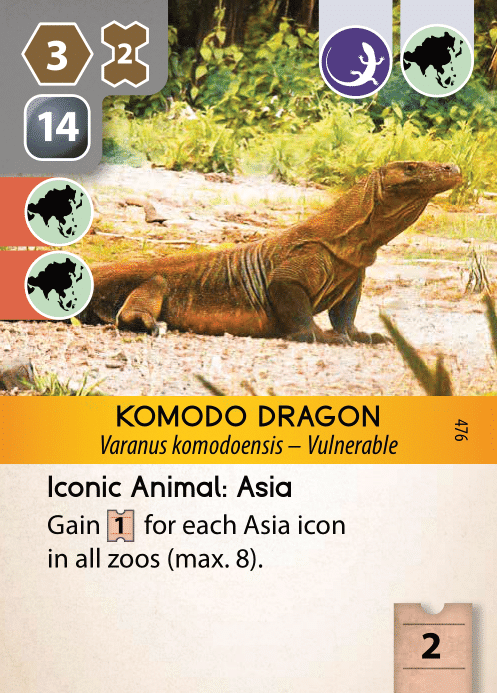 3
2
14
KOMODO DRAGON
Varanus komodoensis – Vulnerable
476
Iconic Animal: Asia
Gain 1 for each Asia icon
in all zoos (max. 8).
2